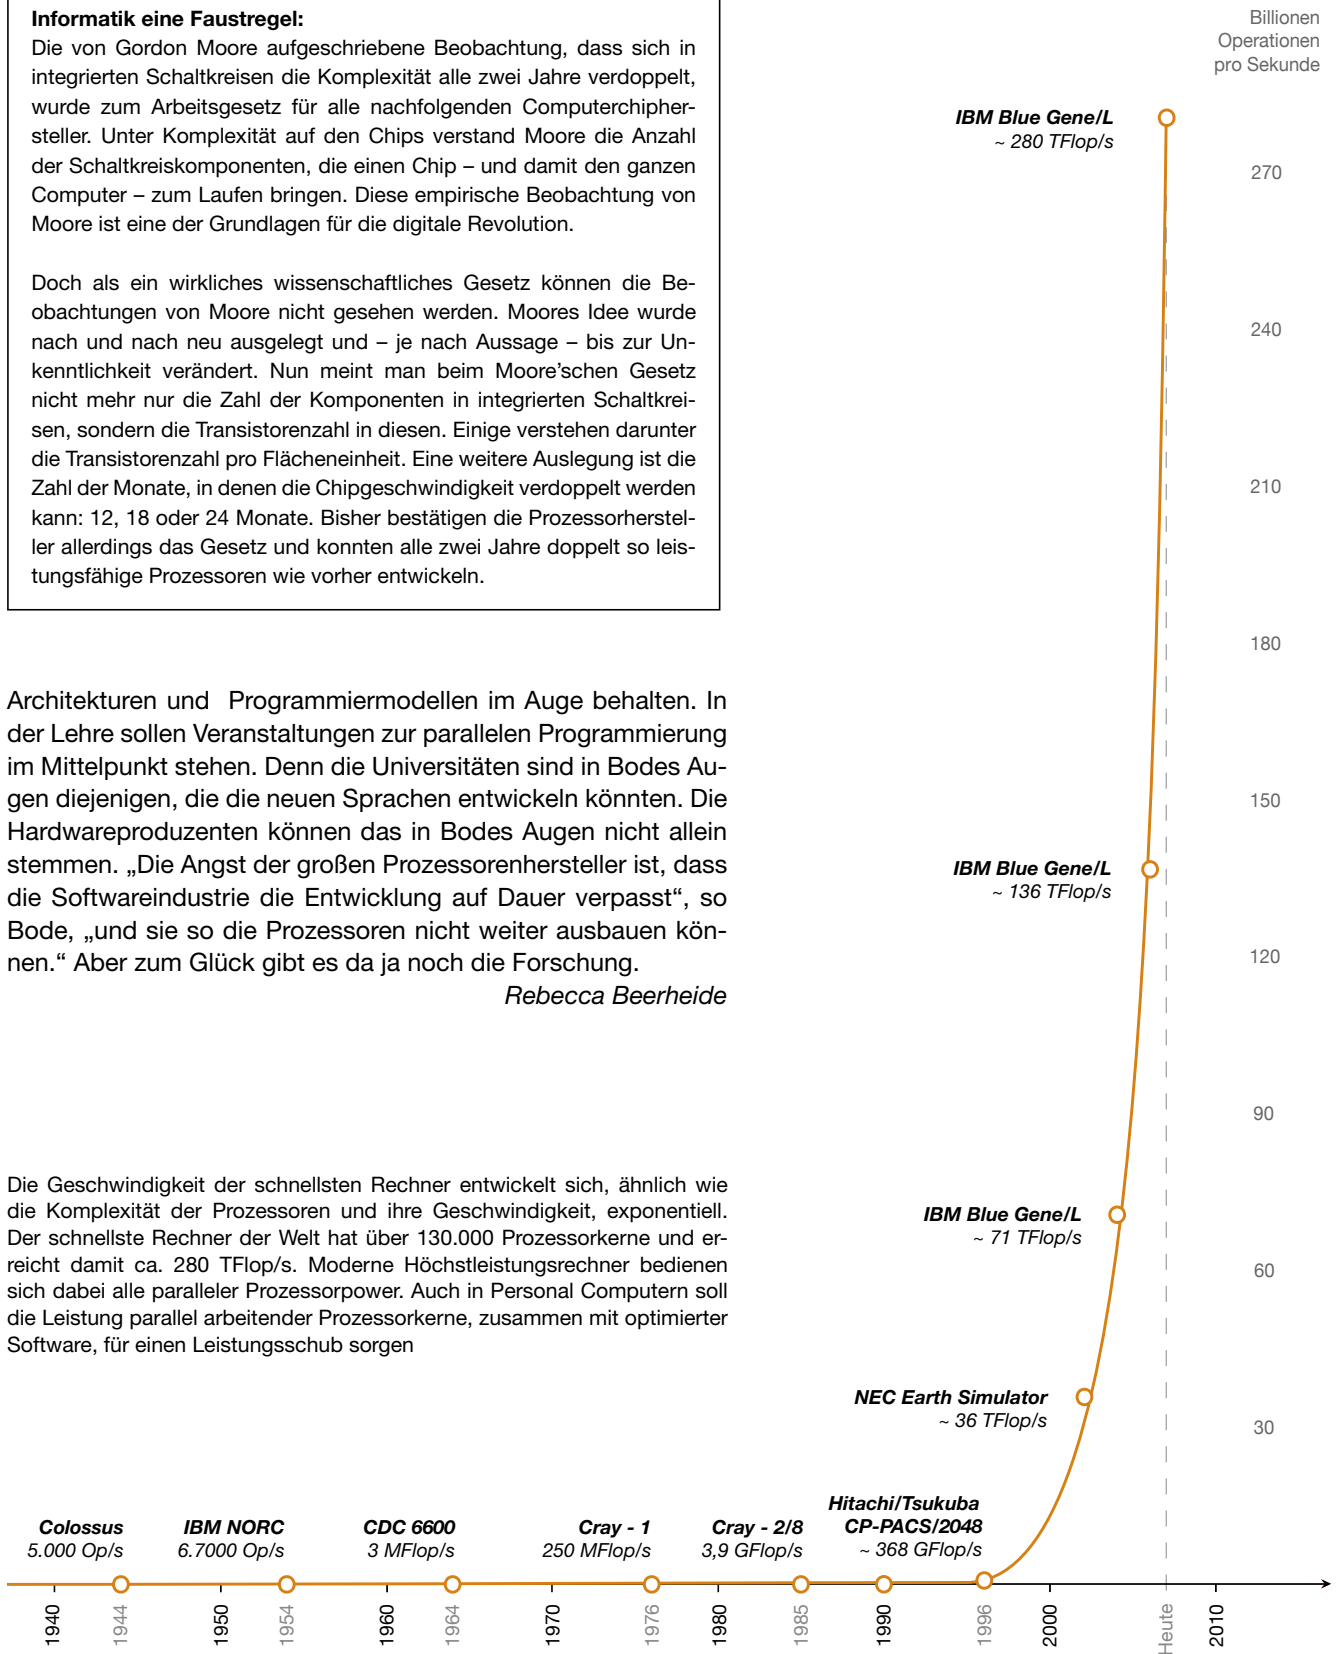 Informatik eine Faustregel:
Die von Gordon Moore aufgeschriebene Beobachtung, dass sich in
integrierten Schaltkreisen die Komplexität alle zwei Jahre verdoppelt,
wurde zum Arbeitsgesetz für alle nachfolgenden Computerchipher-
steller. Unter Komplexität auf den Chips verstand Moore die Anzahl
der Schaltkreiskomponenten, die einen Chip – und damit den ganzen
Computer – zum Laufen bringen. Diese empirische Beobachtung von
Moore ist eine der Grundlagen für die digitale Revolution.
Doch als ein wirkliches wissenschaftliches Gesetz können die Be-
obachtungen von Moore nicht gesehen werden. Moores Idee wurde
nach und nach neu ausgelegt und – je nach Aussage – bis zur Un-
kenntlichkeit verändert. Nun meint man beim Moore’schen Gesetz
nicht mehr nur die Zahl der Komponenten in integrierten Schaltkrei-
sen, sondern die Transistorenzahl in diesen. Einige verstehen darunter
die Transistorenzahl pro Flächeneinheit. Eine weitere Auslegung ist die
Zahl der Monate, in denen die Chipgeschwindigkeit verdoppelt werden
kann: 12, 18 oder 24 Monate. Bisher bestätigen die Prozessorherstel-
ler allerdings das Gesetz und konnten alle zwei Jahre doppelt so leis-
tungsfähige Prozessoren wie vorher entwickeln.
Architekturen und Programmiermodellen im Auge behalten. In
der Lehre sollen Veranstaltungen zur parallelen Programmierung
im Mittelpunkt stehen. Denn die Universitäten sind in Bodes Au-
gen diejenigen, die die neuen Sprachen entwickeln könnten. Die
Hardwareproduzenten können das in Bodes Augen nicht allein
stemmen. „Die Angst der großen Prozessorenhersteller ist, dass
die Softwareindustrie die Entwicklung auf Dauer verpasst“, so
Bode, „und sie so die Prozessoren nicht weiter ausbauen kön-
nen.“ Aber zum Glück gibt es da ja noch die Forschung.
Rebecca Beerheide
Die Geschwindigkeit der schnellsten Rechner entwickelt sich, ähnlich wie
die Komplexität der Prozessoren und ihre Geschwindigkeit, exponentiell.
Der schnellste Rechner der Welt hat über 130.000 Prozessorkerne und er-
reicht damit ca. 280 TFlop/s. Moderne Höchstleistungsrechner bedienen
sich dabei alle paralleler Prozessorpower. Auch in Personal Computern soll
die Leistung parallel arbeitender Prozessorkerne, zusammen mit optimierter
Software, für einen Leistungsschub sorgen
Billionen
Operationen
pro Sekunde
IBM Blue Gene/L
~ 280 TFlop/s
270
240
210
180
150
IBM Blue Gene/L
~ 136 TFlop/s
120
90
IBM Blue Gene/L
~ 71 TFlop/s
60
NEC Earth Simulator
~ 36 TFlop/s
30
Colossus
5.000 Op/s
IBM NORC
6.7000 Op/s
CDC 6600
3 MFlop/s
Cray - 1
250 MFlop/s
Cray - 2/8
3,9 GFlop/s
Hitachi/Tsukuba
CP-PACS/2048
~ 368 GFlop/s
1940
1944
1950
1954
1960
1964
1970
1976
1980
1985
1990
1996
2000
Heute
2010